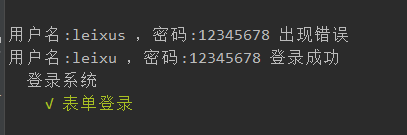 用户名:leixus , 密码:12345678 出现错误
用户名:leixu , 密码:12345678 登录成功
登录系统
√ 表单登录